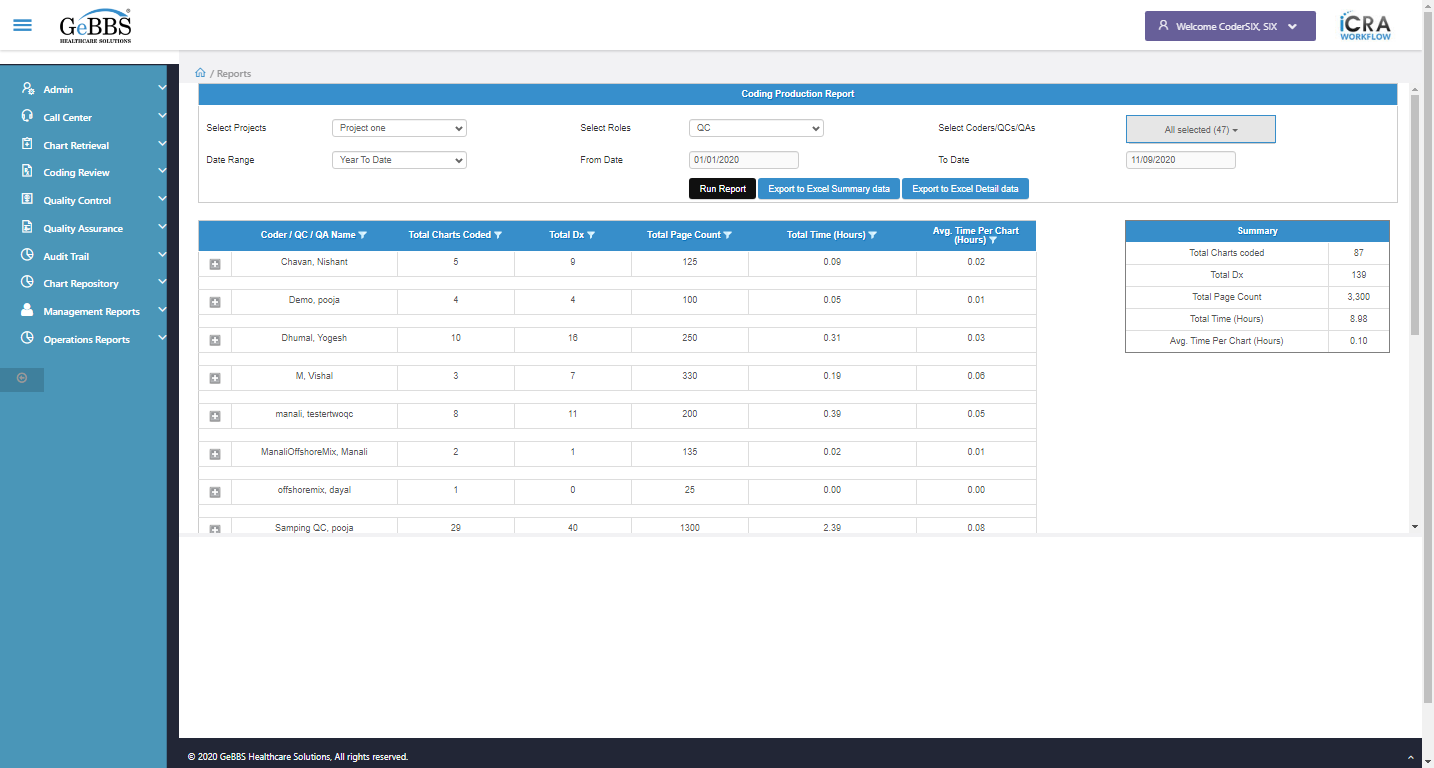 GeBBS®
HEALTHCARE SOLUTIONS
Welcome CoderSIX, SIX
iCRA
WORKFLOW
Admin
Call Center
Chart Retrieval
Coding Review
Quality Control
Quality Assurance
Audit Trail
Chart Repository
Management Reports
Operations Reports
/ Reports
Coding Production Report
Select Projects Project one Select Roles QC Select Coders/QCs/QAs All selected (47)
Date Range Year To Date From Date 01/01/2020 To Date 11/09/2020
Run Report Export to Excel Summary data Export to Excel Detail data
Coder / QC / QA Name Total Charts Coded Total Dx Total Page Count Total Time (Hours) Avg. Time Per Chart (Hours)
Chavan, Nishant 5 9 125 0.09 0.02
Demo, pooja 4 4 100 0.05 0.01
Dhumal, Yogesh 10 16 250 0.31 0.03
M, Vishal 3 7 330 0.19 0.06
manali, testertwoqc 8 11 200 0.39 0.05
ManaliOffshoreMix, Manali 2 1 135 0.02 0.01
offshoremix, dayal 1 0 25 0.00 0.00
Samping QC, pooja 29 40 1300 2.39 0.08
Summary
Total Charts coded 87
Total Dx 139
Total Page Count 3,300
Total Time (Hours) 8.98
Avg. Time Per Chart (Hours) 0.10
© 2020 GeBBS Healthcare Solutions, All rights reserved.